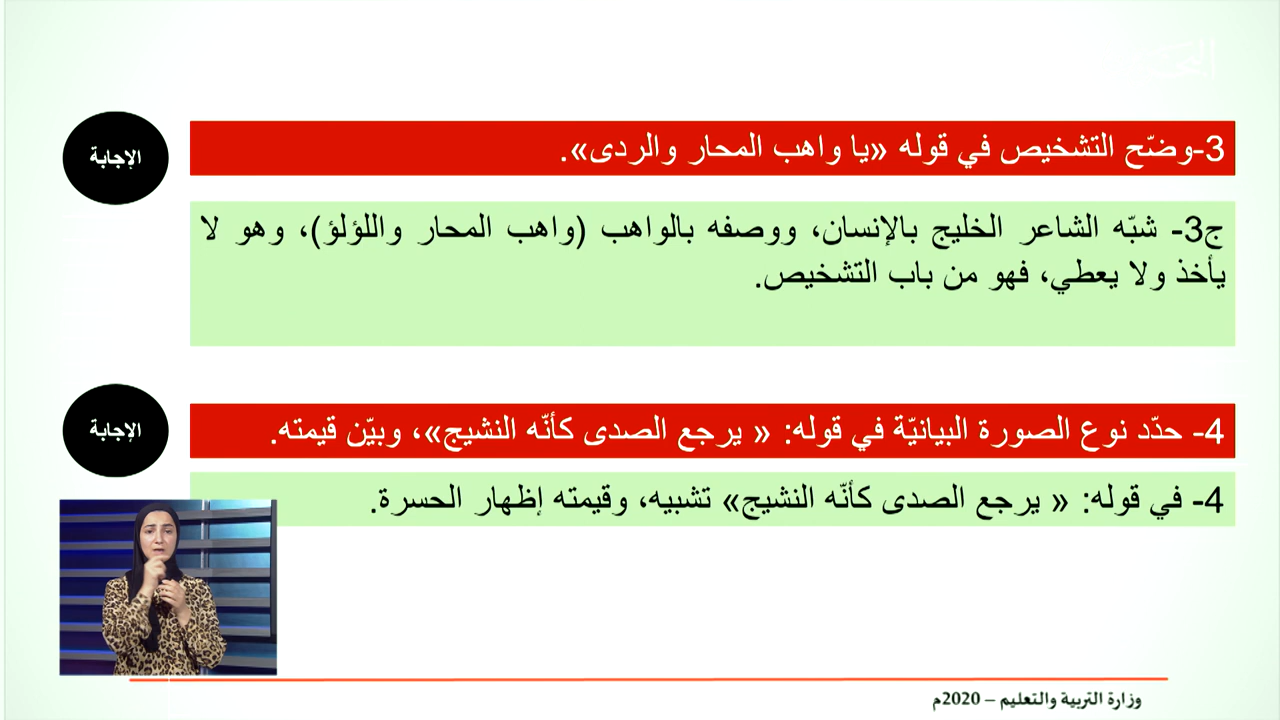 3-وضّح التشخيص في قوله «يا واهب المحار والردى».
الإجابة
ج3- شبّه الشاعر الخليج بالإنسان، ووصفه بالواهب (واهب المحار واللؤلؤ)، وهو لا
يأخذ ولا يعطي، فهو من باب التشخيص.
4- حدّد نوع الصورة البيانيّة في قوله: « يرجع الصدى كأنّه النشيج»، وبيّن قيمته.
الإجابة
4- في قوله: « يرجع الصدى كأنّه النشيج» تشبيه، وقيمته إظهار الحسرة.
وزارة التربية والتعليم – 2020م